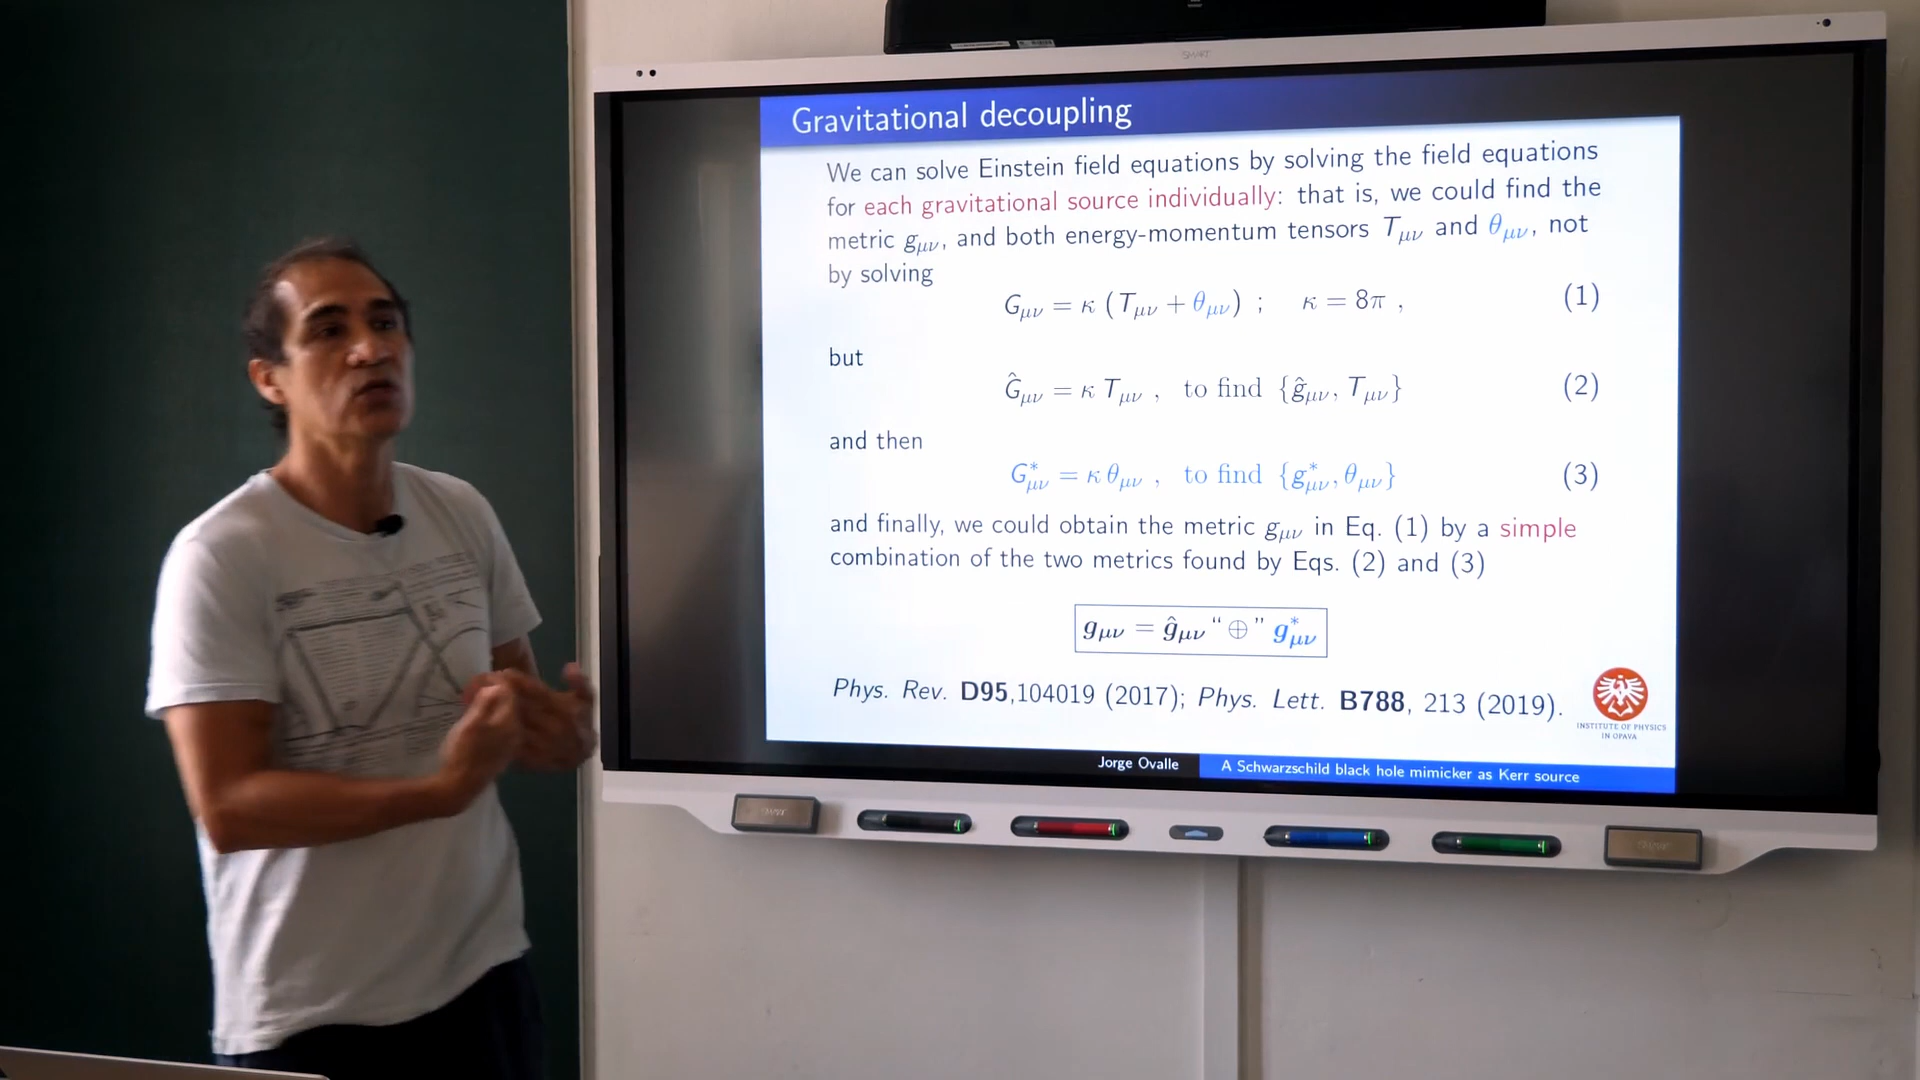 SMART
Gravitational decoupling
We can solve Einstein field equations by solving the field equations
for each gravitational source individually: that is, we could find the
metric gμν, and both energy-momentum tensors Tμν and θμν, not
by solving
Gμν = κ (Tμν + θμν) ; κ = 8π , (1)
but
Ĝμν = κ Tμν , to find {ĝμν, Tμν} (2)
and then
G*μν = κ θμν , to find {g*μν, θμν} (3)
and finally, we could obtain the metric gμν in Eq. (1) by a simple
combination of the two metrics found by Eqs. (2) and (3)
gμν = ĝμν “ ⊕ ” g*μν
Phys. Rev. D95,104019 (2017); Phys. Lett. B788, 213 (2019).
INSTITUTE OF PHYSICS
IN OPAVA
Jorge Ovalle A Schwarzschild black hole mimicker as Kerr source